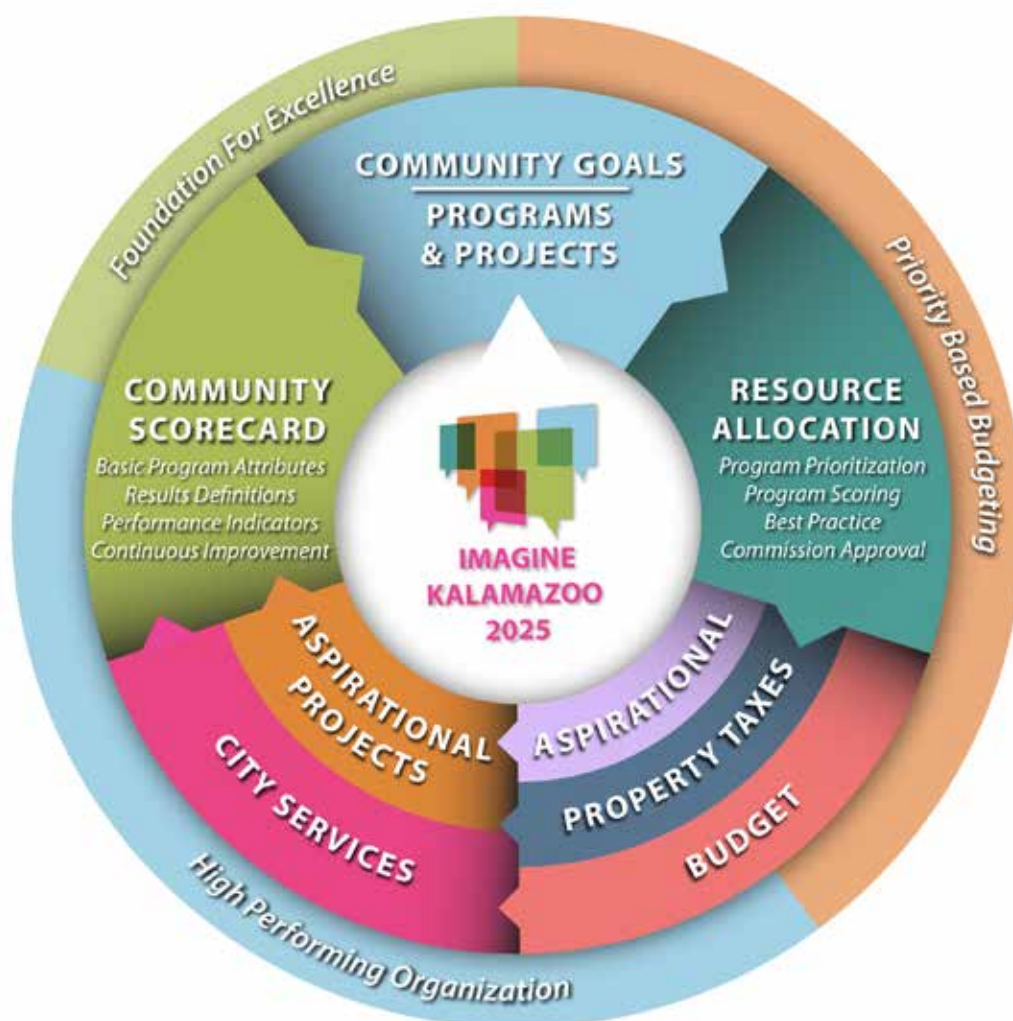 Foundation For Excellence
Priority Based Budgeting
High Performing Organization
COMMUNITY GOALS
PROGRAMS
& PROJECTS
COMMUNITY
SCORECARD
Basic Program Attributes
Results Definitions
Performance Indicators
Continuous Improvement
RESOURCE
ALLOCATION
Program Prioritization
Program Scoring
Best Practice
Commission Approval
IMAGINE
KALAMAZOO
2025
ASPIRATIONAL
PROJECTS
CITY SERVICES
ASPIRATIONAL
PROPERTY TAXES
BUDGET